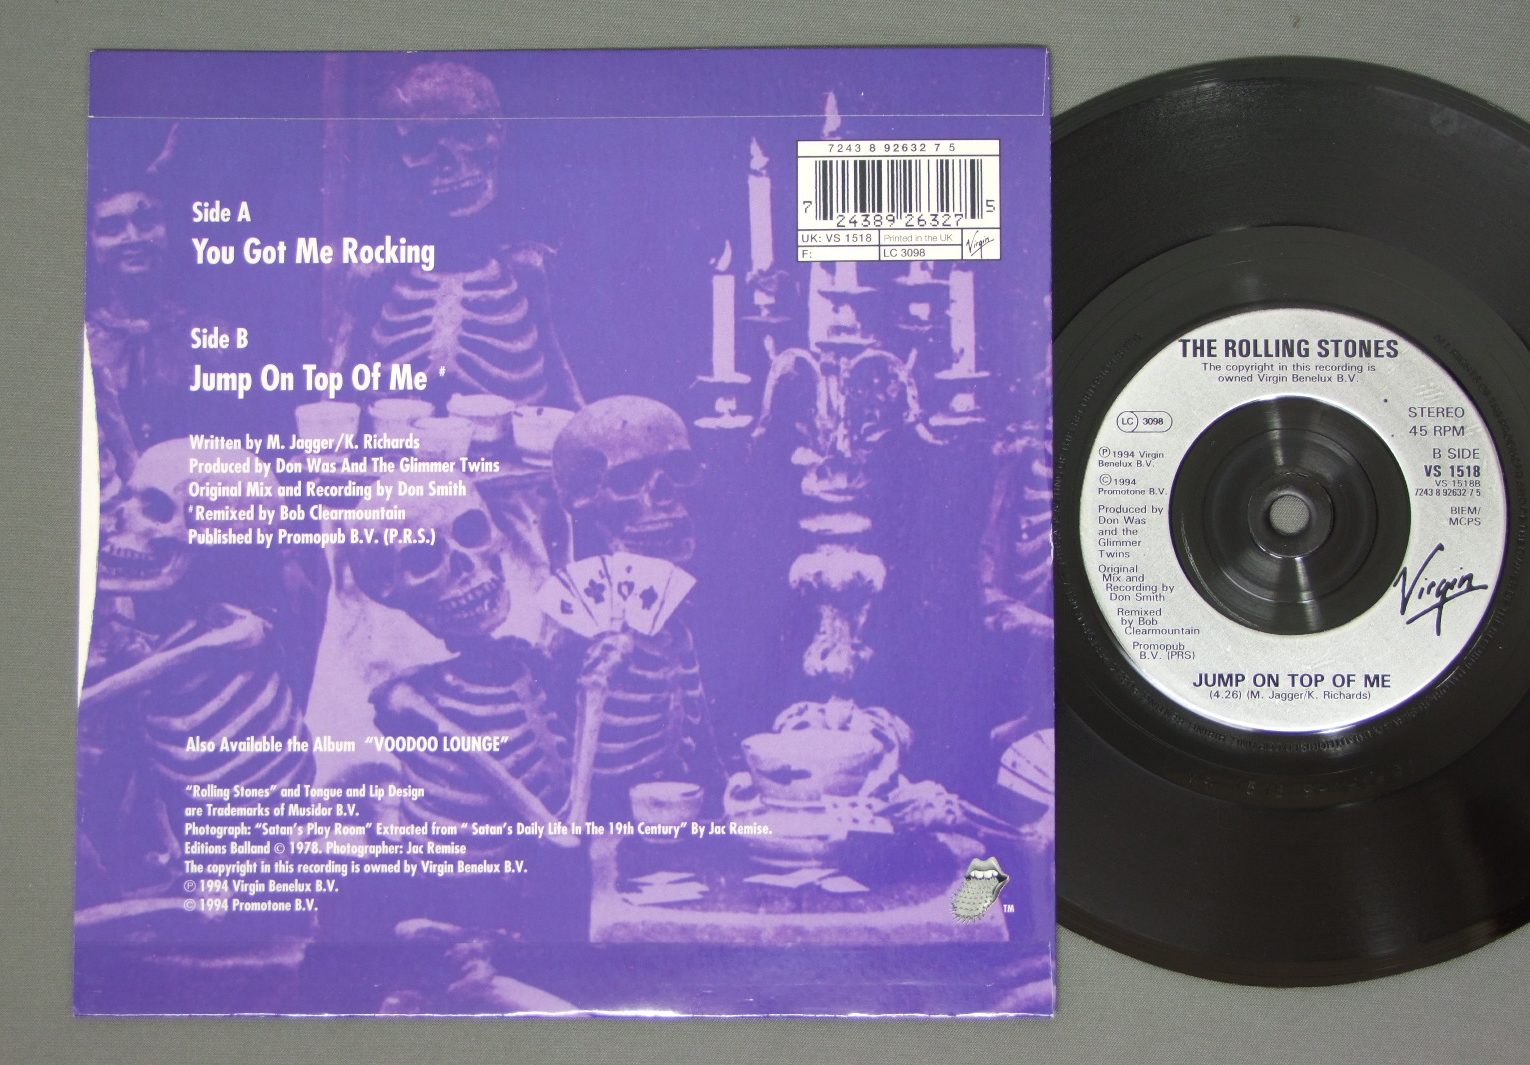 7243 8 92632 7 5
7 24389 26327 5
UK: VS 1518
Printed in the UK
Virgin
F:
LC 3098
Side A
You Got Me Rocking
Side B
Jump On Top Of Me #
Written by M. Jagger/K. Richards
Produced by Don Was And The Glimmer Twins
Original Mix and Recording by Don Smith
#Remixed by Bob Clearmountain
Published by Promopub B.V. (P.R.S.)
Also Available the Album "VOODOO LOUNGE"
"Rolling Stones" and Tongue and Lip Design
are Trademarks of Musidor B.V.
Photograph: "Satan's Play Room" Extracted from " Satan's Daily Life In The 19th Century" By Jac Remise.
Editions Balland © 1978. Photographer: Jac Remise
The copyright in this recording is owned by Virgin Benelux B.V.
℗ 1994 Virgin Benelux B.V.
© 1994 Promotone B.V.
TM
THE ROLLING STONES
The copyright in this recording is
owned Virgin Benelux B.V.
LC 3098
STEREO
45 RPM
B SIDE
VS 1518
VS 1518B
7243 8 92632 7 5
BIEM/
MCPS
℗1994 Virgin
Benelux B.V.
©1994
Promotone B.V.
Produced by
Don Was
and the
Glimmer
Twins
Original
Mix and
Recording by
Don Smith
Remixed
by Bob
Clearmountain
Promopub
B.V. (PRS)
Virgin
JUMP ON TOP OF ME
(4.26) (M. Jagger/K. Richards)